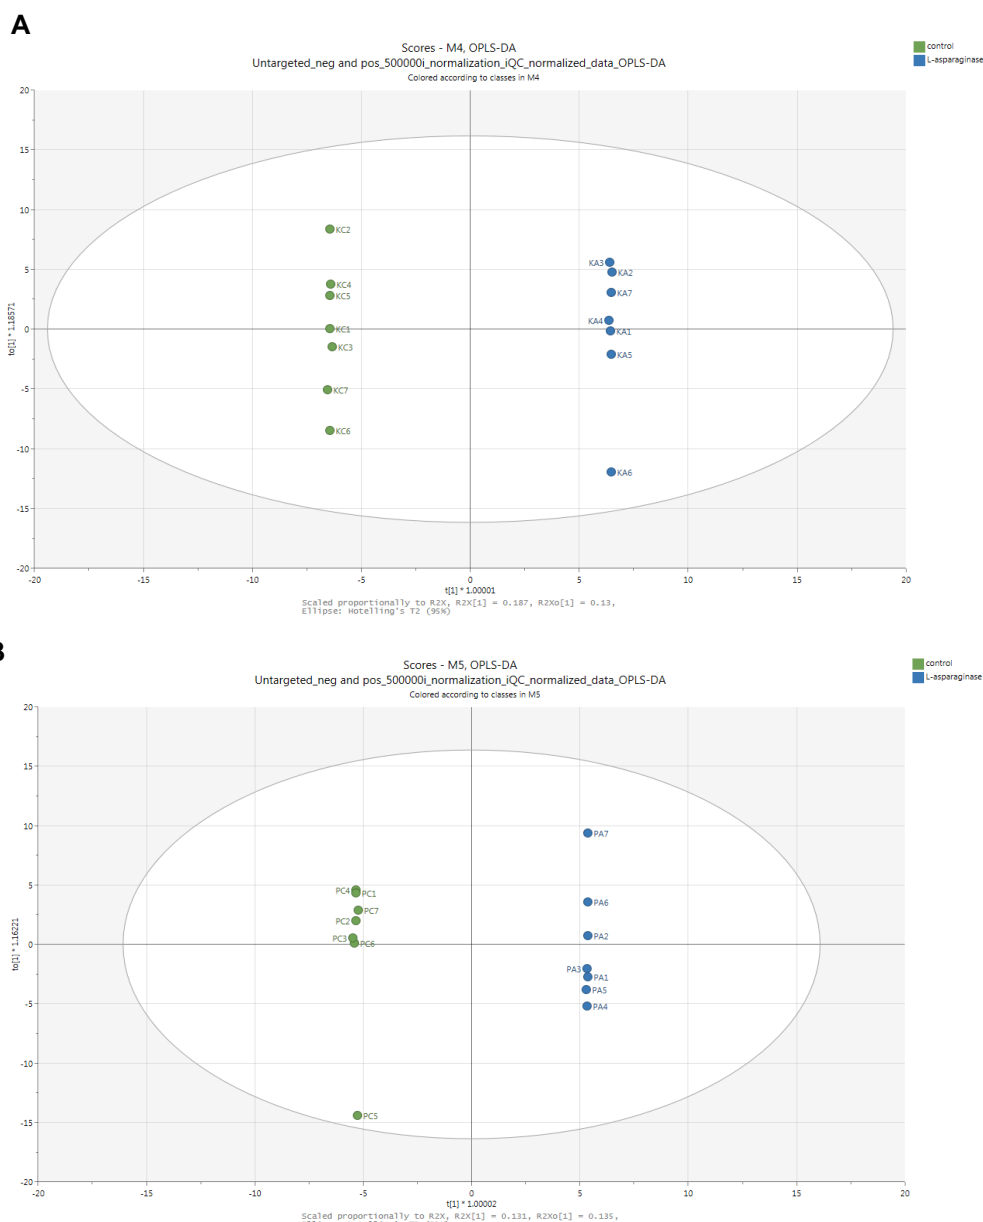 A
Scores - M4, OPLS-DA
Untargeted_neg and pos_500000i_normalization_iQC_normalized_data_OPLS-DA
Colored according to classes in M4
control
L-asparaginase
20
15
10
5
0
-5
-10
-15
-20
to[1] * 1.18571
KC2
KC4
KC5
KC1
KC3
KC7
KC6
KA3
KA2
KA7
KA4
KA1
KA5
KA6
-20 -15 -10 -5 0 5 10 15 20
t[1] * 1.00001
Scaled proportionally to R2X, R2X[1] = 0.187, R2Xo[1] = 0.13,
Ellipse: Hotelling's T2 (95%)
B
Scores - M5, OPLS-DA
Untargeted_neg and pos_500000i_normalization_iQC_normalized_data_OPLS-DA
Colored according to classes in M5
control
L-asparaginase
20
15
10
5
0
-5
-10
-15
-20
to[1] * 1.16221
PC4
PC1
PC7
PC2
PC3
PC6
PC5
PA7
PA6
PA2
PA3
PA1
PA5
PA4
-20 -15 -10 -5 0 5 10 15 20
t[1] * 1.00002
Scaled proportionally to R2X, R2X[1] = 0.131, R2Xo[1] = 0.135,